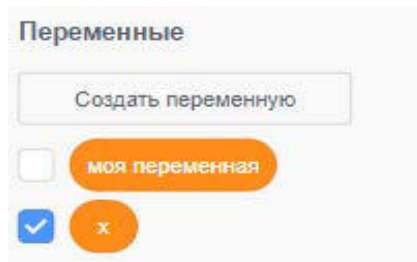 Переменные
Создать переменную
моя переменная
x